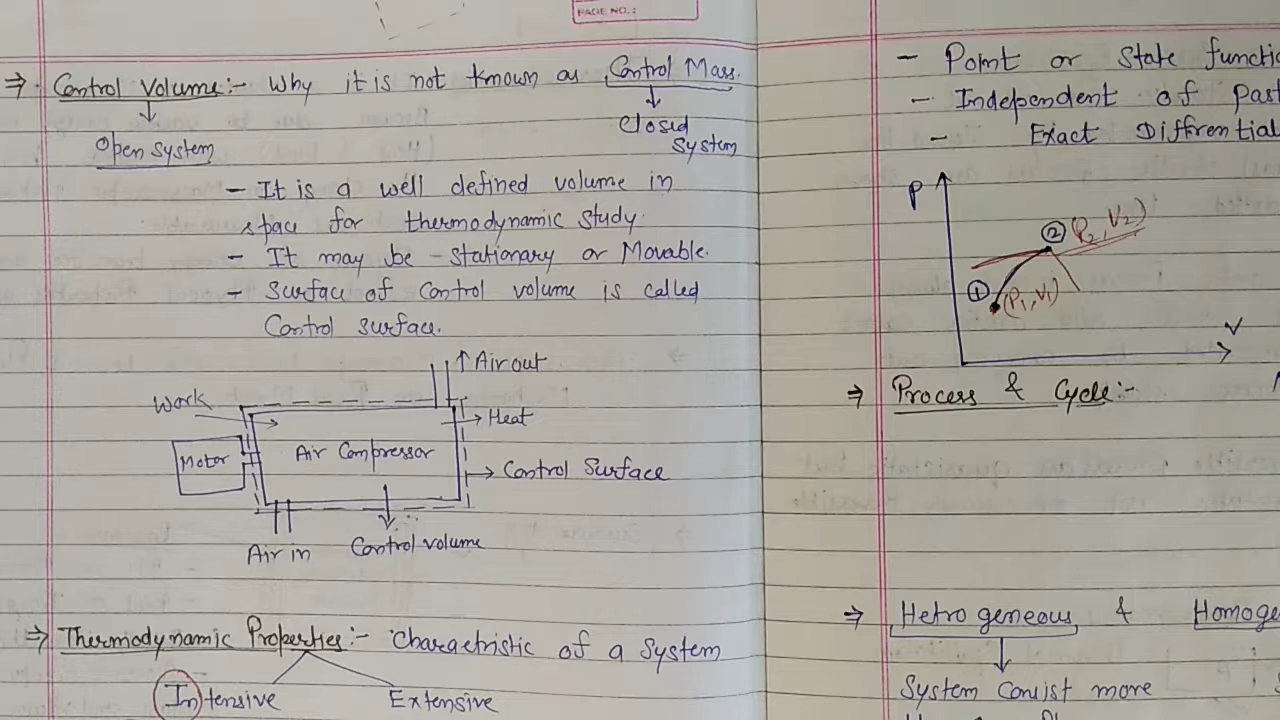 PAGE NO.:
⇒ Control Volume:- Why it is not known as Control Mass.
Open System
Closed System
- It is a well defined volume in
space for thermodynamic study.
- It may be stationary or Movable.
- Surface of Control volume is called
Control surface.
Air out
Work
Heat
Motor
Air Compressor
Control Surface
Air in
Control volume
⇒ Thermodynamic Properties:- Charactristic of a System
Intensive Extensive
- Point or State functi
- Independent of Past
- Exact Diffrential
P
② (P2, V2)
① (P1, V1)
V
⇒ Process & Cycle:-
⇒ Hetrogeneous & Homoge
System Consist more